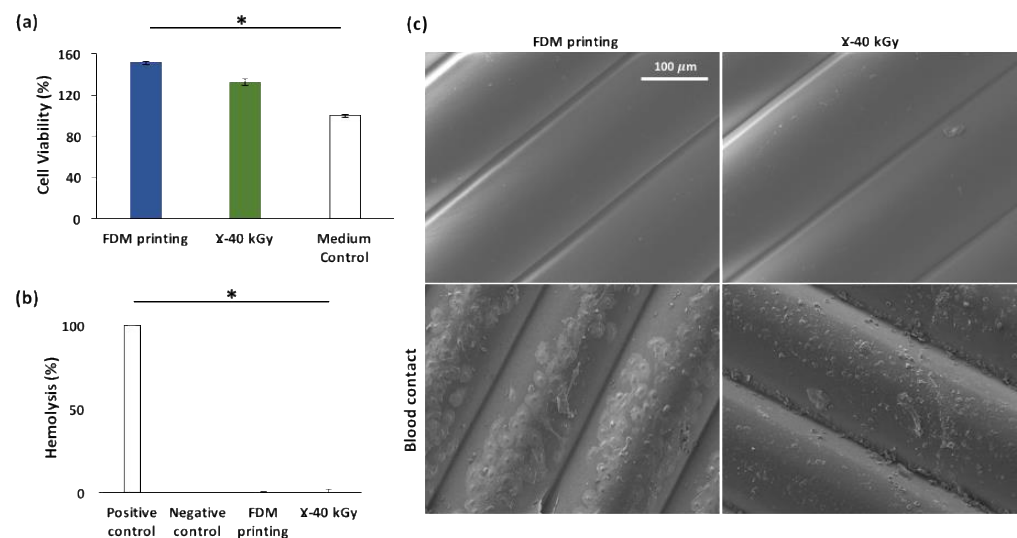 (a)
*
160
120
80
40
0
Cell Viability (%)
FDM printing
Ɣ-40 kGy
Medium
Control
(b)
*
100
50
0
Hemolysis (%)
Positive
control
Negative
control
FDM
printing
Ɣ-40 kGy
(c)
FDM printing
Ɣ-40 kGy
100 µm
Blood contact